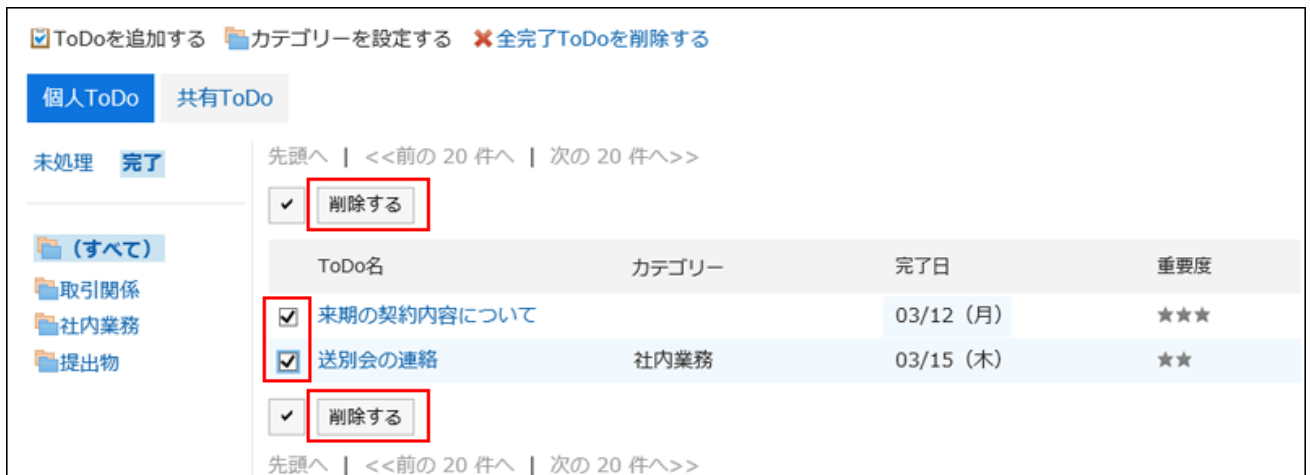 ToDoを追加する カテゴリーを設定する 全完了ToDoを削除する
個人ToDo 共有ToDo
未処理 完了
(すべて)
取引関係
社内業務
提出物
先頭へ | <<前の 20 件へ | 次の 20 件へ>>
削除する
ToDo名 カテゴリー 完了日 重要度
来期の契約内容について 03/12 (月) ★★★
送別会の連絡 社内業務 03/15 (木) ★★
削除する
先頭へ | <<前の 20 件へ | 次の 20 件へ>>